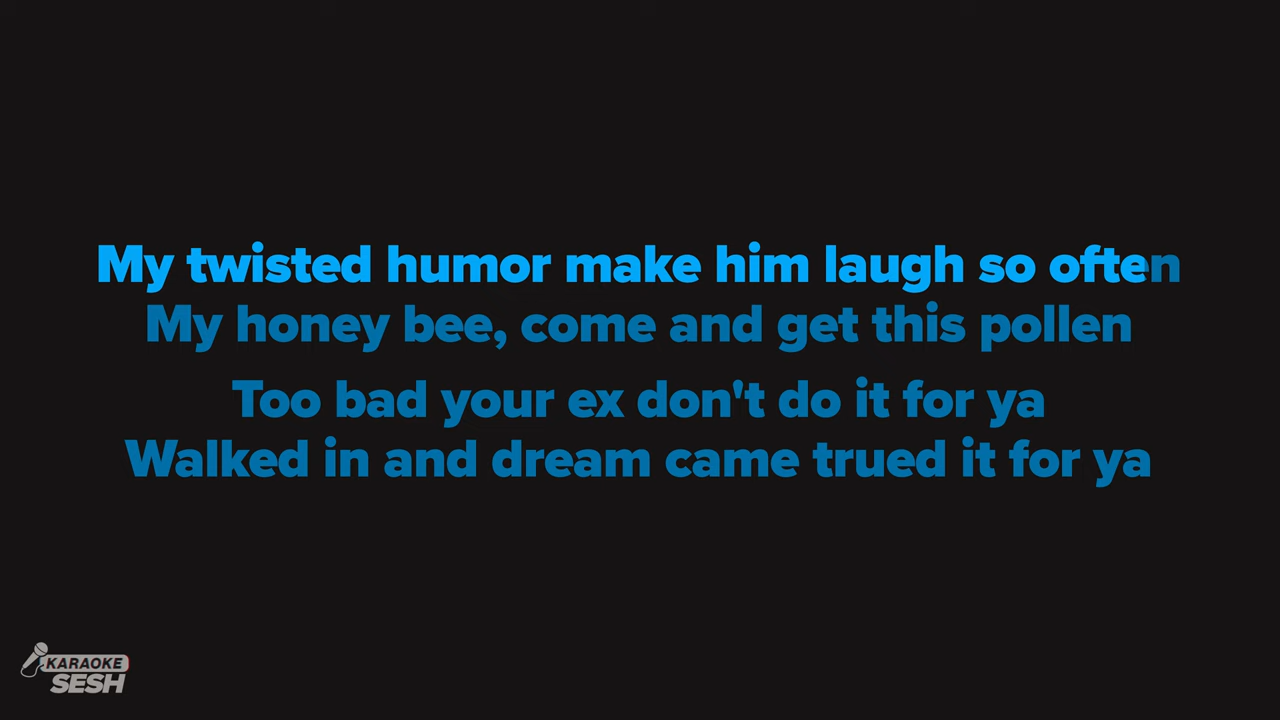 My twisted humor make him laugh so often
My honey bee, come and get this pollen
Too bad your ex don't do it for ya
Walked in and dream came trued it for ya
KARAOKE
SESH